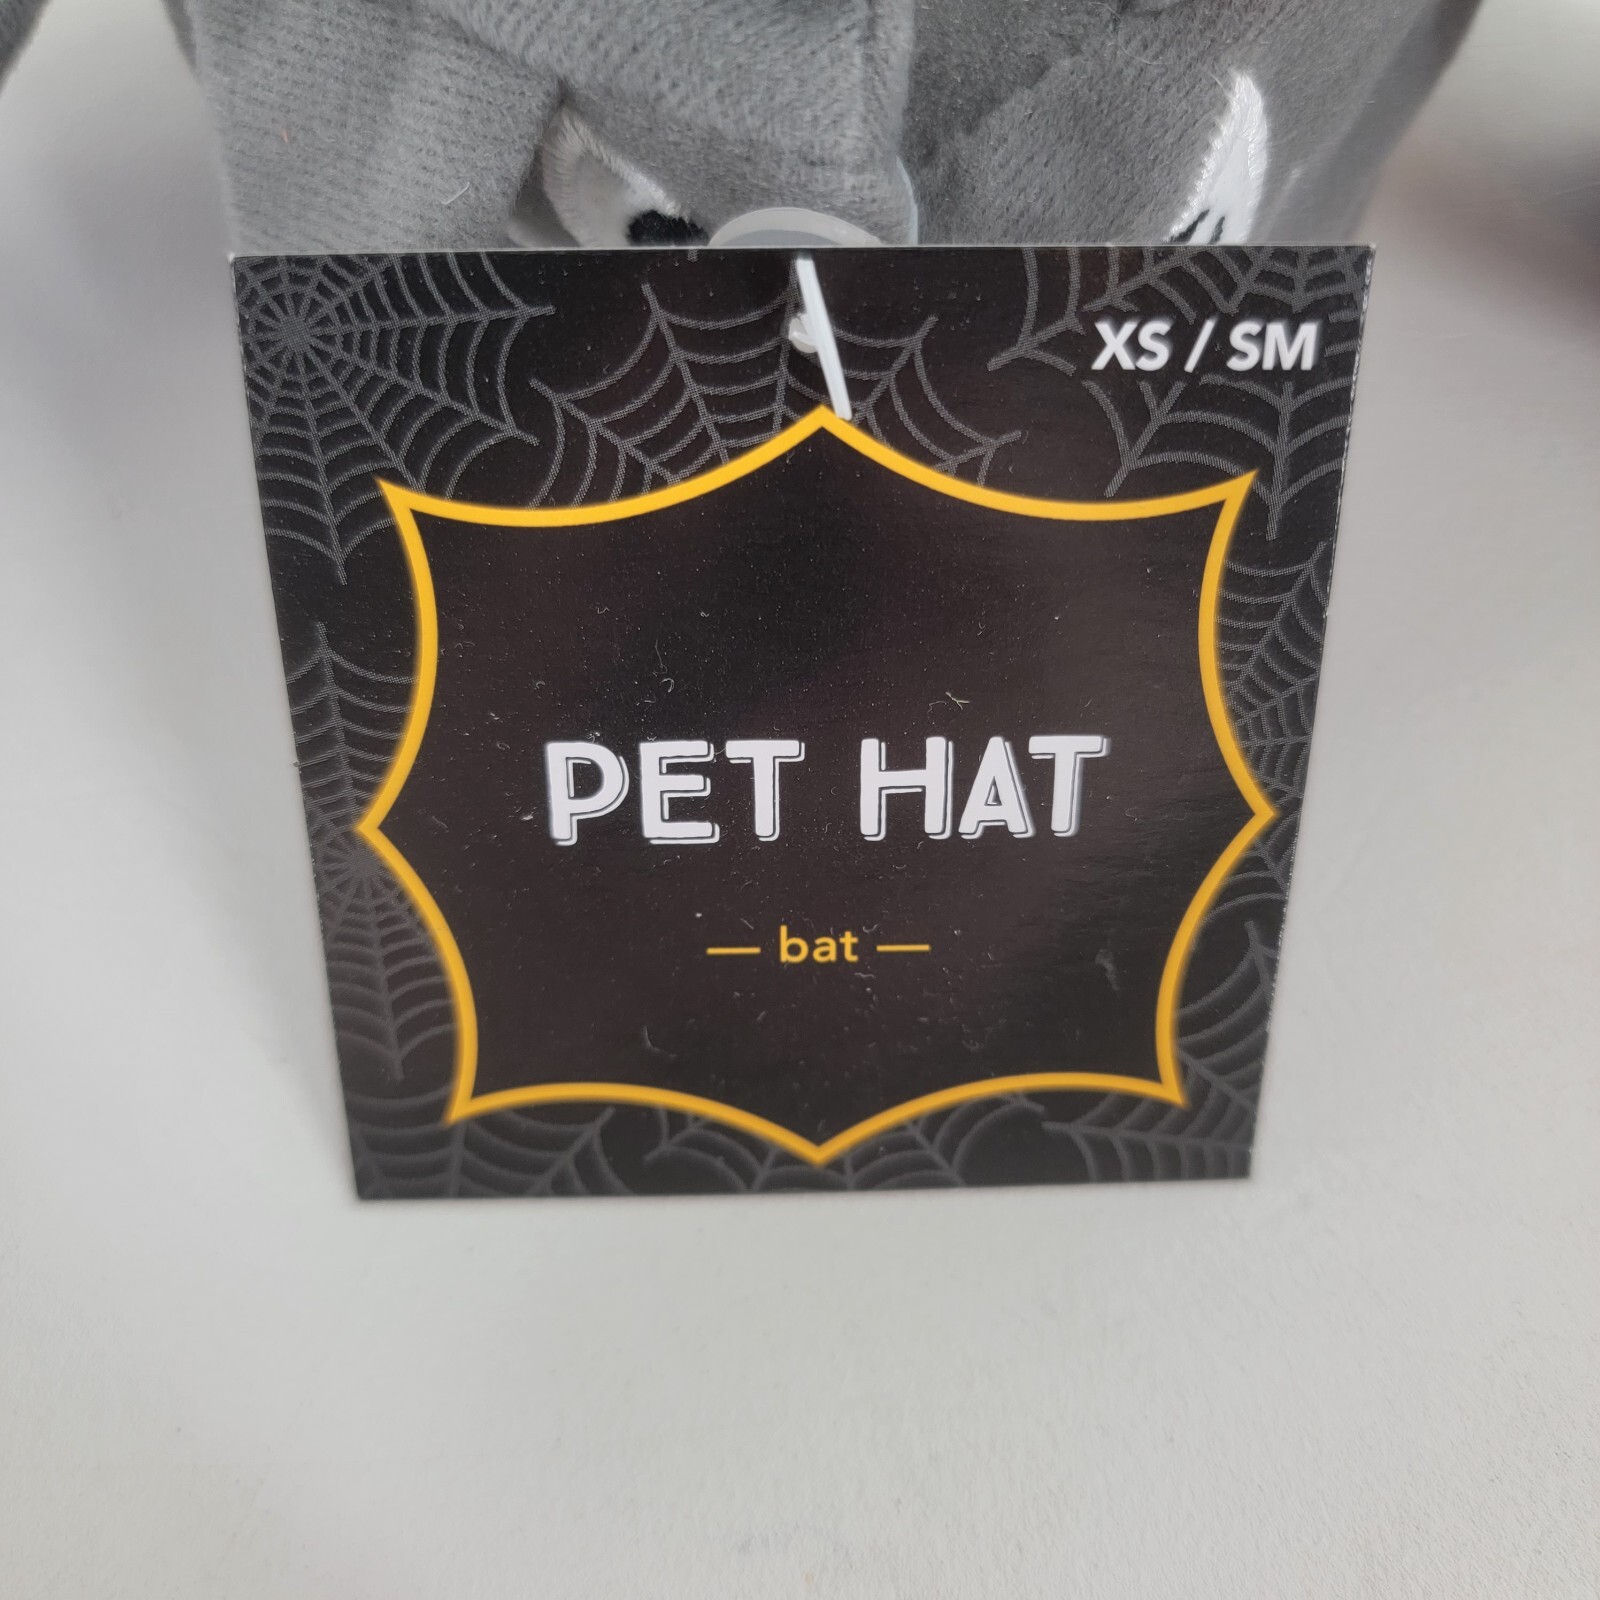 XS / SM
PET HAT
— bat —